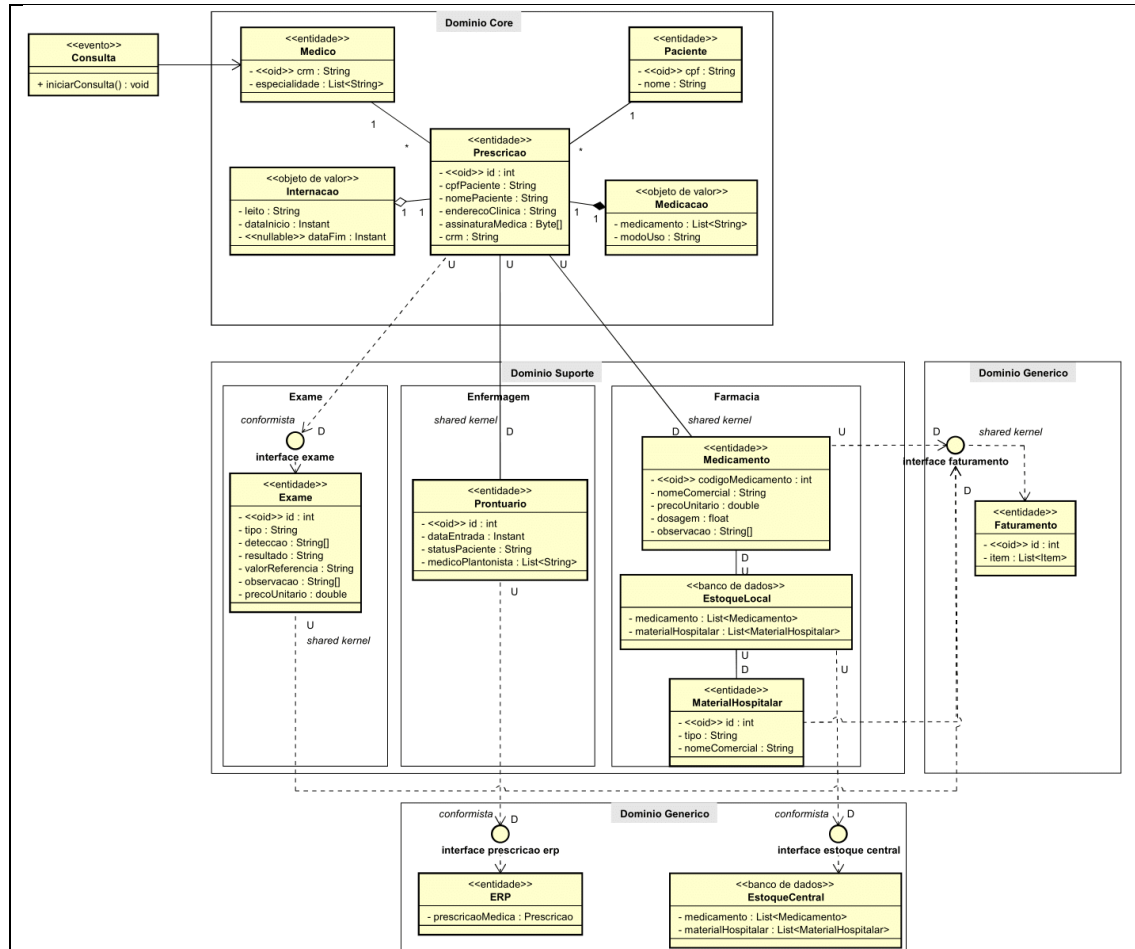 Dominio Core
<<evento>>
Consulta
+ iniciarConsulta() : void
<<entidade>>
Medico
- <<oid>> crm : String
- especialidade : List<String>
<<entidade>>
Paciente
- <<oid>> cpf : String
- nome : String
1
*
1
*
<<entidade>>
Prescricao
- <<oid>> id : int
- cpfPaciente : String
- nomePaciente : String
- enderecoClinica : String
- assinaturaMedica : Byte[]
- crm : String
<<objeto de valor>>
Internacao
- leito : String
- dataInicio : Instant
- <<nullable>> dataFim : Instant
1
1
<<objeto de valor>>
Medicacao
- medicamento : List<String>
- modoUso : String
1
1
U
U
U
Dominio Suporte
Dominio Generico
Exame
Enfermagem
Farmacia
conformista
D
interface exame
<<entidade>>
Exame
- <<oid>> id : int
- tipo : String
- deteccao : String[]
- resultado : String
- valorReferencia : String
- observacao : String[]
- precoUnitario : double
U
shared kernel
shared kernel
D
<<entidade>>
Prontuario
- <<oid>> id : int
- dataEntrada : Instant
- statusPaciente : String
- medicoPlantonista : List<String>
U
shared kernel
D
<<entidade>>
Medicamento
- <<oid>> codigoMedicamento : int
- nomeComercial : String
- precoUnitario : double
- dosagem : float
- observacao : String[]
U
D
U
<<banco de dados>>
EstoqueLocal
- medicamento : List<Medicamento>
- materialHospitalar : List<MaterialHospitalar>
U
D
U
<<entidade>>
MaterialHospitalar
- <<oid>> id : int
- tipo : String
- nomeComercial : String
D
shared kernel
interface faturamento
D
<<entidade>>
Faturamento
- <<oid>> id : int
- item : List<Item>
Dominio Generico
conformista
D
interface prescricao erp
<<entidade>>
ERP
- prescricaoMedica : Prescricao
conformista
D
interface estoque central
<<banco de dados>>
EstoqueCentral
- medicamento : List<Medicamento>
- materialHospitalar : List<MaterialHospitalar>